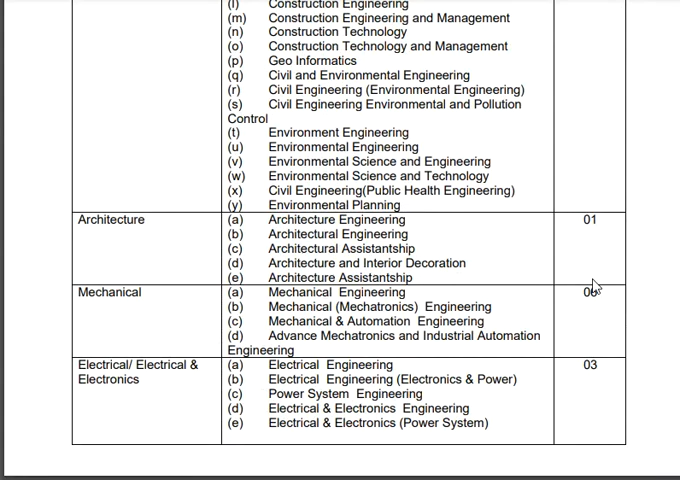 (l) Construction Engineering
(m) Construction Engineering and Management
(n) Construction Technology
(o) Construction Technology and Management
(p) Geo Informatics
(q) Civil and Environmental Engineering
(r) Civil Engineering (Environmental Engineering)
(s) Civil Engineering Environmental and Pollution
Control
(t) Environment Engineering
(u) Environmental Engineering
(v) Environmental Science and Engineering
(w) Environmental Science and Technology
(x) Civil Engineering(Public Health Engineering)
(y) Environmental Planning
Architecture (a) Architecture Engineering 01
(b) Architectural Engineering
(c) Architectural Assistantship
(d) Architecture and Interior Decoration
(e) Architecture Assistantship
Mechanical (a) Mechanical Engineering
(b) Mechanical (Mechatronics) Engineering
(c) Mechanical & Automation Engineering
(d) Advance Mechatronics and Industrial Automation
Engineering
Electrical/ Electrical & (a) Electrical Engineering 03
Electronics (b) Electrical Engineering (Electronics & Power)
(c) Power System Engineering
(d) Electrical & Electronics Engineering
(e) Electrical & Electronics (Power System)